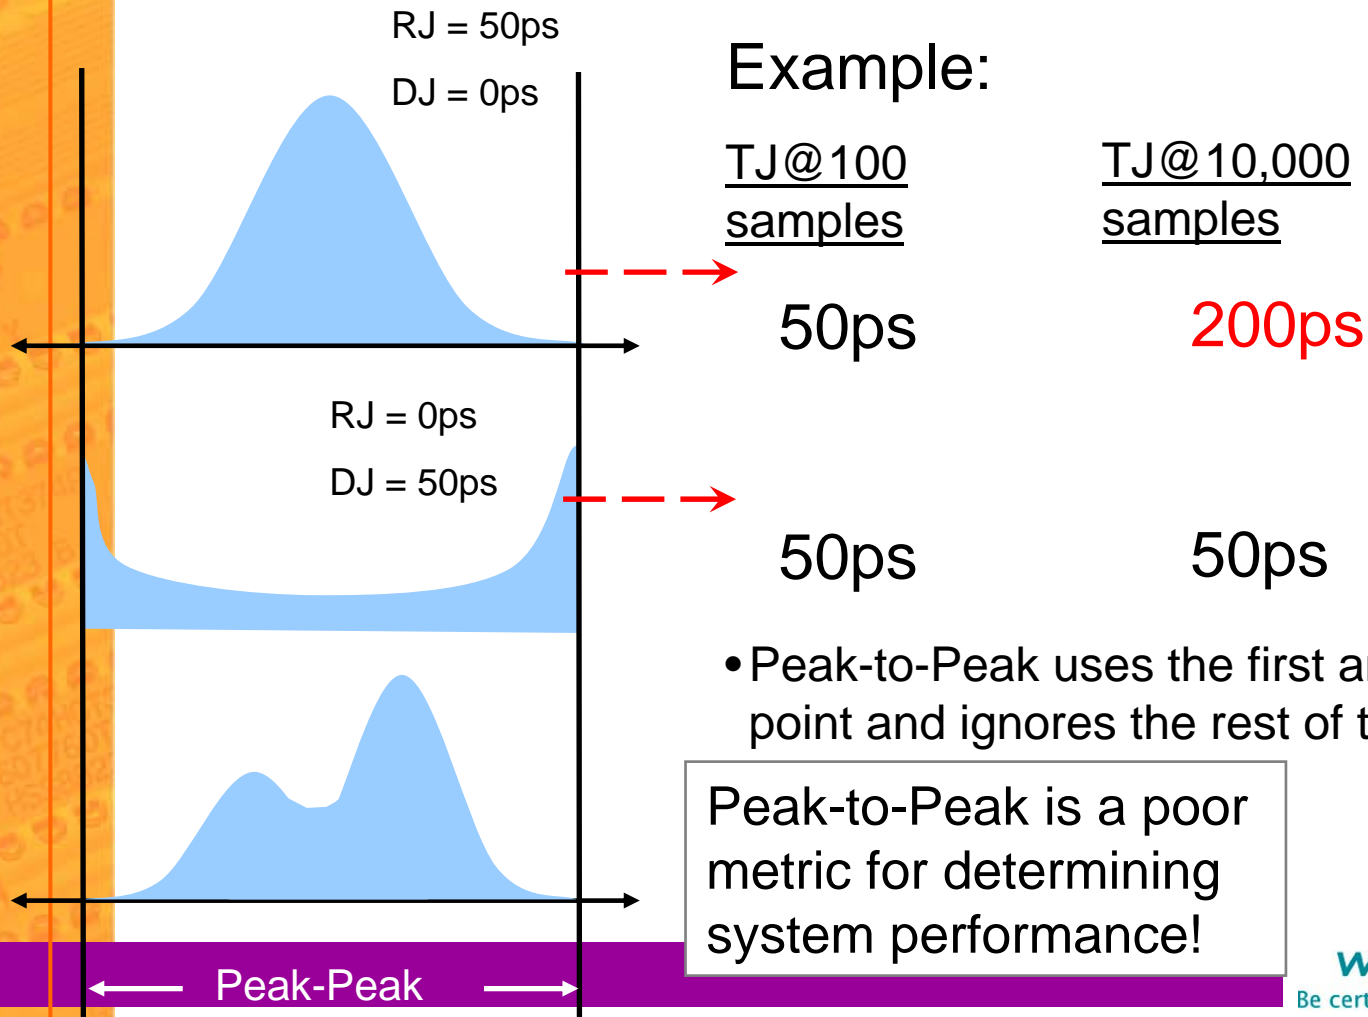 RJ = 50ps
DJ = 0ps
Example:
TJ@100
samples
TJ@10,000
samples
50ps
200ps
RJ = 0ps
DJ = 50ps
50ps
50ps
•Peak-to-Peak uses the first
point and ignores the rest of
Peak-to-Peak is a poor
metric for determining
system performance!
Peak-Peak
Be